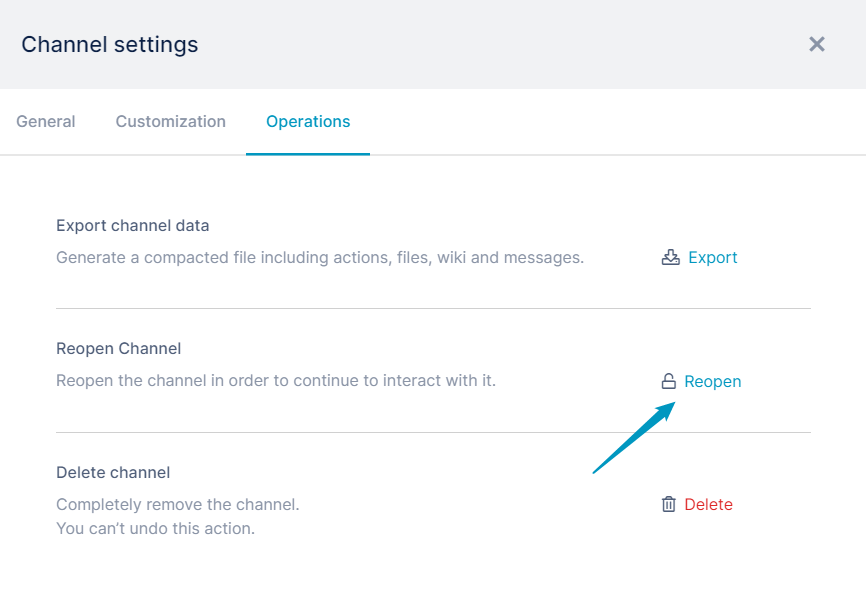 Channel settings
General Customization Operations
Export channel data
Generate a compacted file including actions, files, wiki and messages.
Export
Reopen Channel
Reopen the channel in order to continue to interact with it.
Reopen
Delete channel
Completely remove the channel.
You can’t undo this action.
Delete